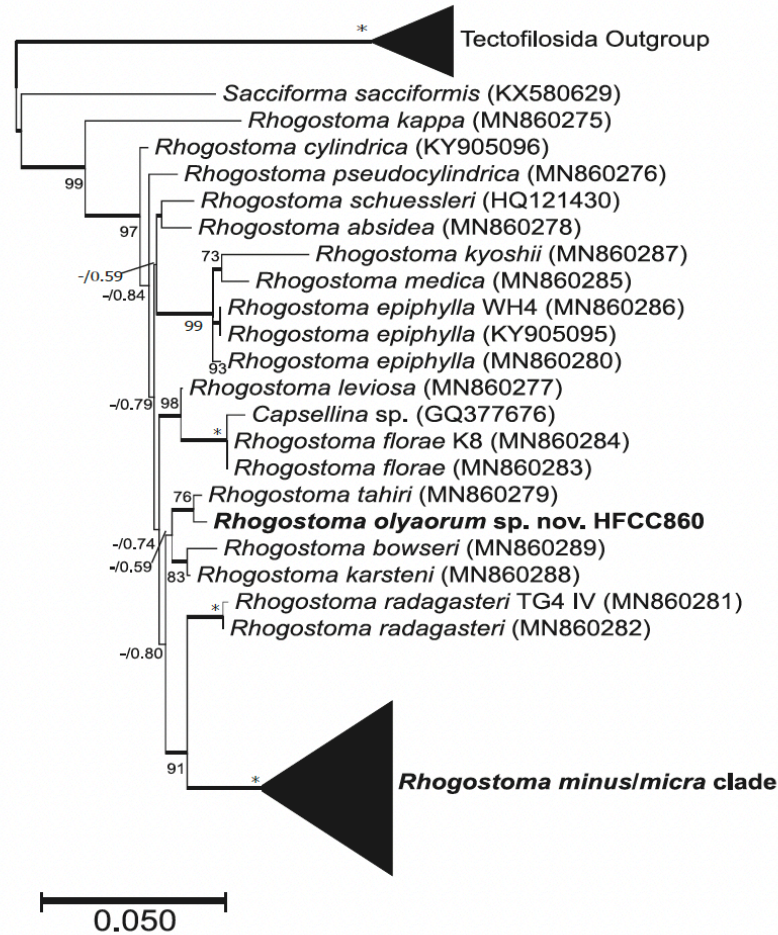 *
Tectofilosida Outgroup
Sacciforma sacciformis (KX580629)
Rhogostoma kappa (MN860275)
Rhogostoma cylindrica (KY905096)
99
Rhogostoma pseudocylindrica (MN860276)
Rhogostoma schuessleri (HQ121430)
97
Rhogostoma absidea (MN860278)
73
Rhogostoma kyoshii (MN860287)
-/0.59
Rhogostoma medica (MN860285)
-/0.84
Rhogostoma epiphylla WH4 (MN860286)
99
Rhogostoma epiphylla (KY905095)
Rhogostoma epiphylla (MN860280)
93
Rhogostoma leviosa (MN860277)
-/0.79
98
Capsellina sp. (GQ377676)
*
Rhogostoma florae K8 (MN860284)
Rhogostoma florae (MN860283)
76
Rhogostoma tahiri (MN860279)
Rhogostoma olyaorum sp. nov. HFCC860
-/0.74
Rhogostoma bowseri (MN860289)
-/0.59
83
Rhogostoma karsteni (MN860288)
*
Rhogostoma radagasteri TG4 IV (MN860281)
Rhogostoma radagasteri (MN860282)
-/0.80
91
*
Rhogostoma minus/micra clade
0.050